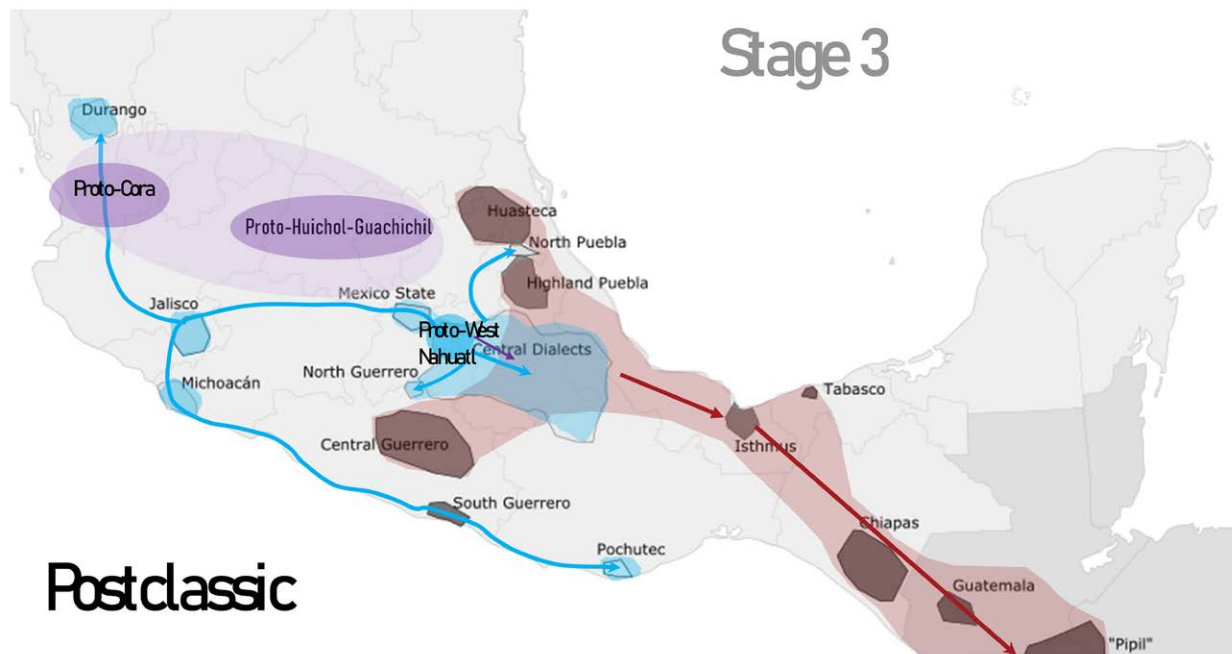 Stage 3
Durango
Proto-Cora
Proto-Huichol-Guachichil
Huasteca
North Puebla
Highland Puebla
Jalisco
Mexico State
Proto-West
Nahuatl
Central Dialects
North Guerrero
Michoacán
Tabasco
Central Guerrero
Isthmus
South Guerrero
Chiapas
Pochutec
Guatemala
Postclassic
"Pipil"